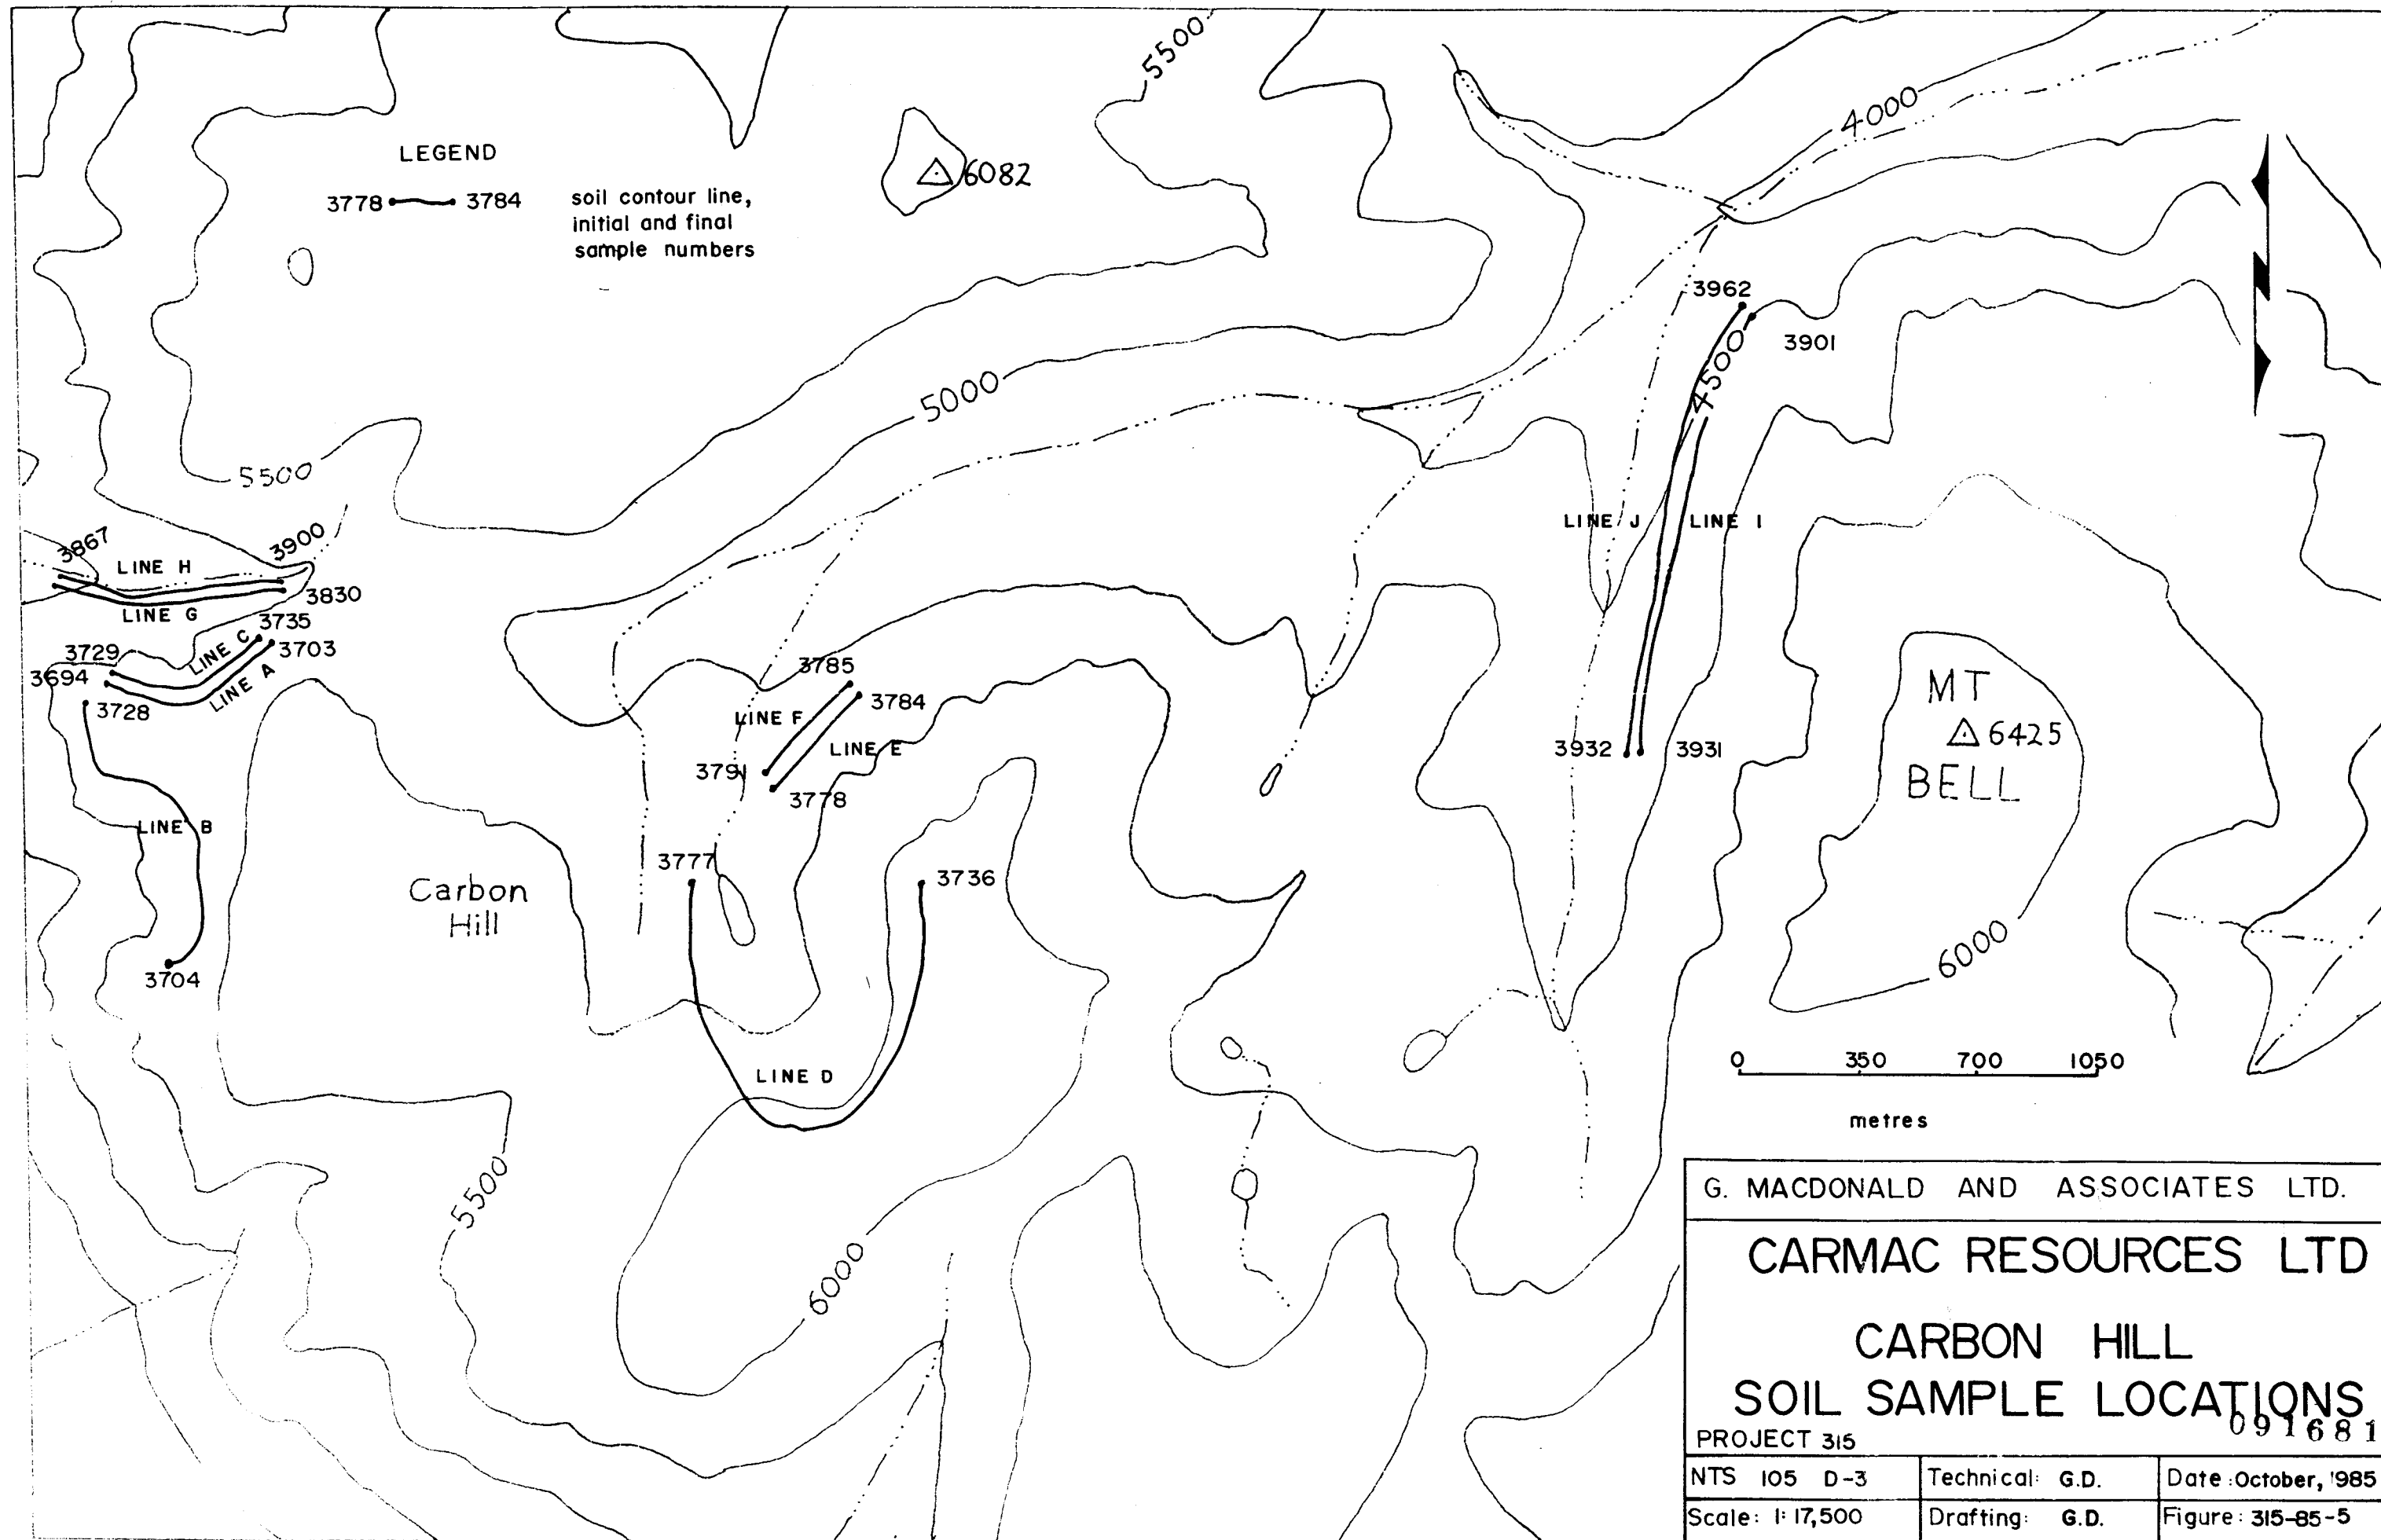 5500
4000
LEGEND
3778 3784
soil contour line,
initial and final
sample numbers
6082
3962
4500
3901
5000
5500
3867
3900
LINE H
3830
LINE G
LINE J
LINE I
3735
LINE C
3703
3729
3694
LINE A
3728
3785
3784
LINE F
LINE E
3791
3778
3932
3931
MT
6425
BELL
LINE B
3777
3736
Carbon
Hill
3704
6000
LINE D
0 350 700 1050
metres
5500
6000
G. MACDONALD AND ASSOCIATES LTD.
CARMAC RESOURCES LTD
CARBON HILL
SOIL SAMPLE LOCATIONS
091681
PROJECT 315
NTS 105 D-3
Technical: G.D.
Date: October, 1985
Scale: 1:17,500
Drafting: G.D.
Figure: 315-85-5